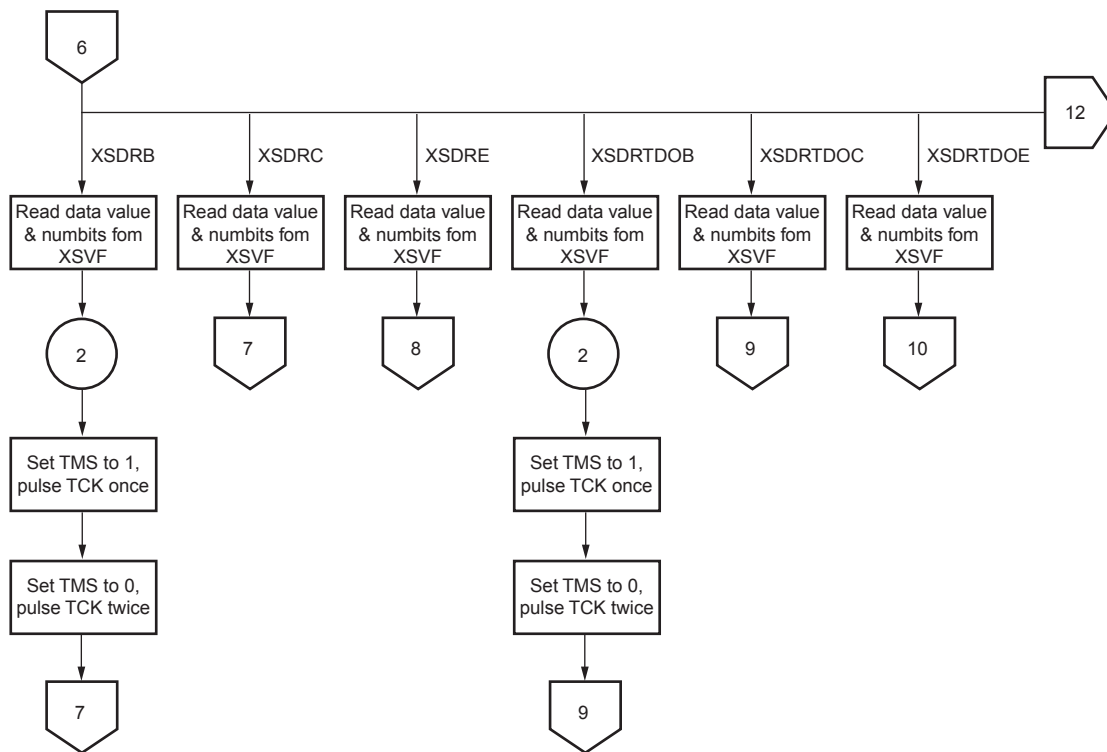 6
12
XSDRB
XSDRC
XSDRE
XSDRTDOB
XSDRTDOC
XSDRTDOE
Read data value
& numbits fom
XSVF
Read data value
& numbits fom
XSVF
Read data value
& numbits fom
XSVF
Read data value
& numbits fom
XSVF
Read data value
& numbits fom
XSVF
Read data value
& numbits fom
XSVF
2
7
8
2
9
10
Set TMS to 1,
pulse TCK once
Set TMS to 1,
pulse TCK once
Set TMS to 0,
pulse TCK twice
Set TMS to 0,
pulse TCK twice
7
9